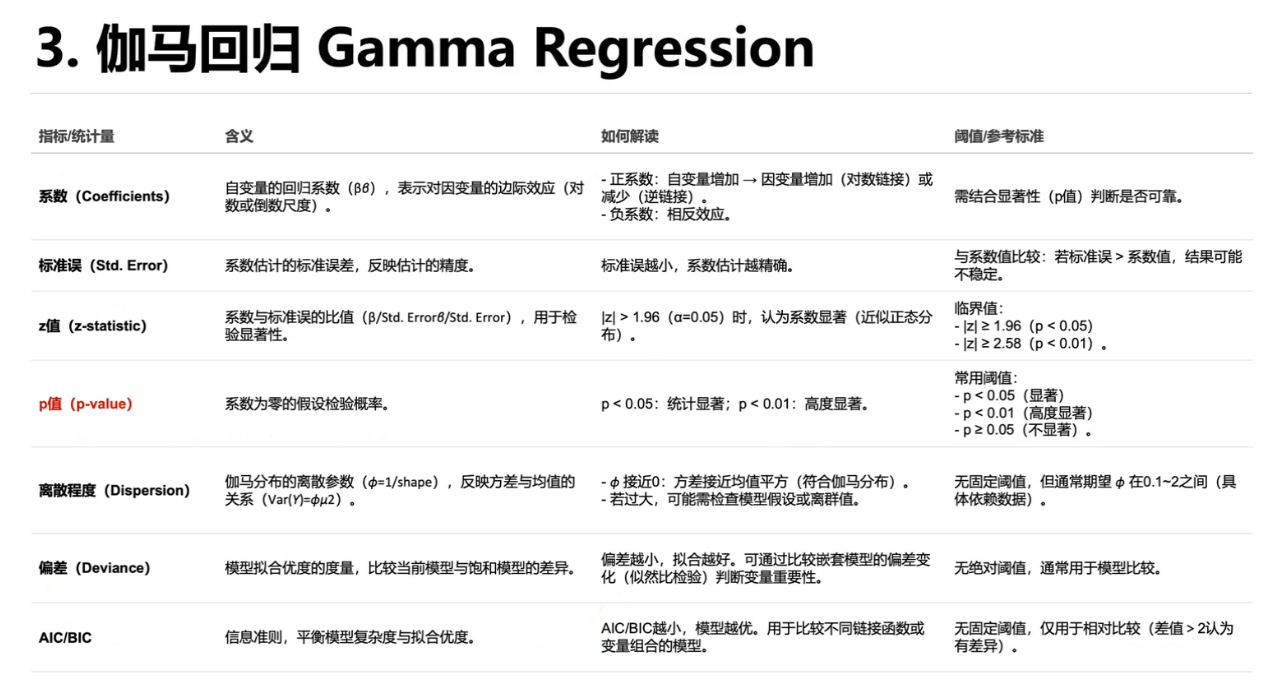 3. 伽马回归 Gamma Regression
指标/统计量
含义
如何解读
阈值/参考标准
系数（Coefficients）
自变量的回归系数（β𝛽），表示对因变量的边际效应（对
数或倒数尺度）。
- 正系数：自变量增加 → 因变量增加（对数链接）或
减少（逆链接）。
- 负系数：相反效应。
需结合显著性（p值）判断是否可靠。
标准误（Std. Error）
系数估计的标准误差，反映估计的精度。
标准误越小，系数估计越精确。
与系数值比较：若标准误 > 系数值，结果可能
不稳定。
z值（z-statistic）
系数与标准误的比值（β/Std. Error𝛽/Std. Error），用于检
验显著性。
|z| > 1.96（α=0.05）时，认为系数显著（近似正态分
布）。
临界值：
- |z| ≥ 1.96（p < 0.05）
- |z| ≥ 2.58（p < 0.01）。
p值（p-value）
系数为零的假设检验概率。
p < 0.05：统计显著；p < 0.01：高度显著。
常用阈值：
- p < 0.05（显著）
- p < 0.01（高度显著）
- p ≥ 0.05（不显著）。
离散程度（Dispersion）
伽马分布的离散参数（𝜙=1/shape），反映方差与均值的
关系（Var(𝑌)=𝜙𝜇2）。
- 𝜙 接近0：方差接近均值平方（符合伽马分布）。
- 若过大，可能需检查模型假设或离群值。
无固定阈值，但通常期望 𝜙 在0.1~2之间（具
体依赖数据）。
偏差（Deviance）
模型拟合优度的度量，比较当前模型与饱和模型的差异。
偏差越小，拟合越好。可通过比较嵌套模型的偏差变
化（似然比检验）判断变量重要性。
无绝对阈值，通常用于模型比较。
AIC/BIC
信息准则，平衡模型复杂度与拟合优度。
AIC/BIC越小，模型越优。用于比较不同链接函数或
变量组合的模型。
无固定阈值，仅用于相对比较（差值 > 2认为
有差异）。